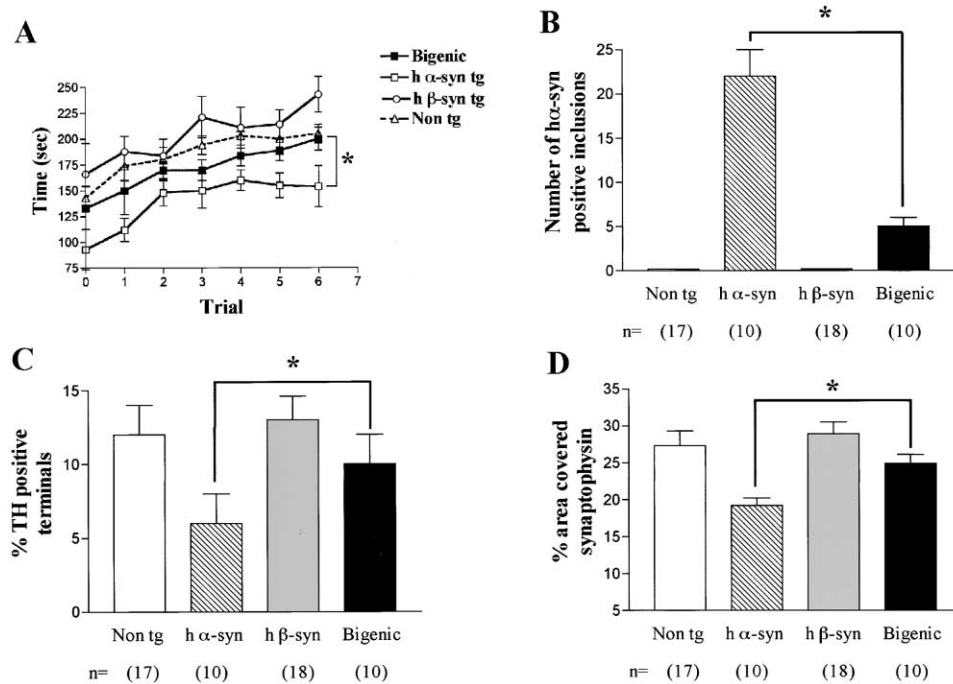 A
Bigenic
h α-syn tg
h β-syn tg
Non tg
Time (sec)
250
225
200
175
150
125
100
75
*
0 1 2 3 4 5 6 7
Trial
B
*
Number of hα-syn
positive inclusions
25
20
15
10
5
0
Non tg h α-syn h β-syn Bigenic
n= (17) (10) (18) (10)
C
*
% TH positive
terminals
15
10
5
0
Non tg h α-syn h β-syn Bigenic
n= (17) (10) (18) (10)
D
*
% area covered
synaptophysin
35
30
25
20
15
10
5
Non tg h α-syn h β-syn Bigenic
n= (17) (10) (18) (10)